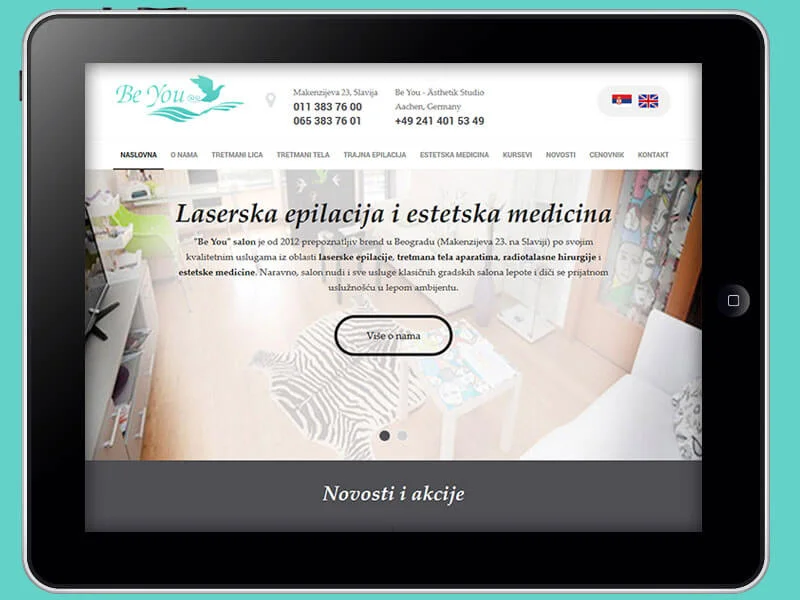 Be You
Makenzijeva 23, Slavija
011 383 76 00
065 383 76 01
Be You - Ästhetik Studio
Aachen, Germany
+49 241 401 53 49
NASLOVNA O NAMA TRETMANI LICA TRETMANI TELA TRAJNA EPILACIJA ESTETSKA MEDICINA KURSEVI NOVOSTI CENOVNIK KONTAKT
Laserska epilacija i estetska medicina
"Be You" salon je od 2012 prepoznatljiv brend u Beogradu (Makenzijeva 23. na Slaviji) po svojim
kvalitetnim uslugama iz oblasti laserske epilacije, tretmana tela aparatima, radiotalasne hirurgije i
estetske medicine. Naravno, salon nudi i sve usluge klasičnih gradskih salona lepote i diči se prijatnom
uslužnošću u lepom ambijentu.
Više o nama
Novosti i akcije